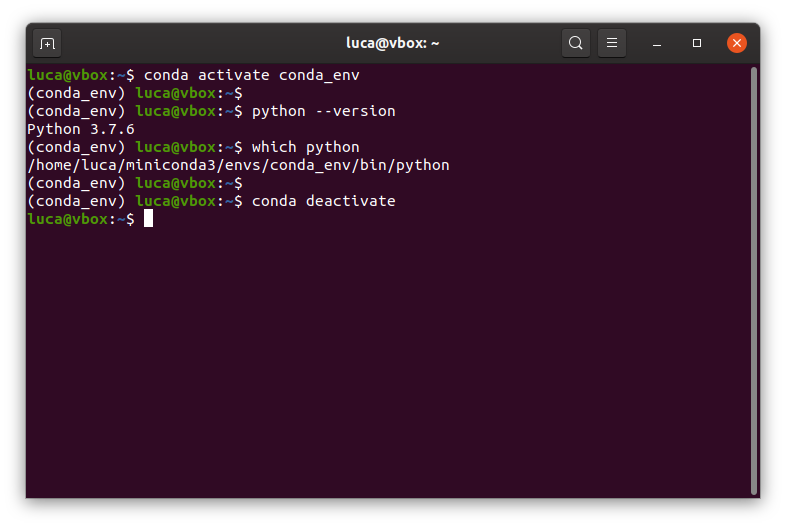 luca@vbox: ~
luca@vbox:~$ conda activate conda_env
(conda_env) luca@vbox:~$
(conda_env) luca@vbox:~$ python --version
Python 3.7.6
(conda_env) luca@vbox:~$ which python
/home/luca/miniconda3/envs/conda_env/bin/python
(conda_env) luca@vbox:~$
(conda_env) luca@vbox:~$ conda deactivate
luca@vbox:~$